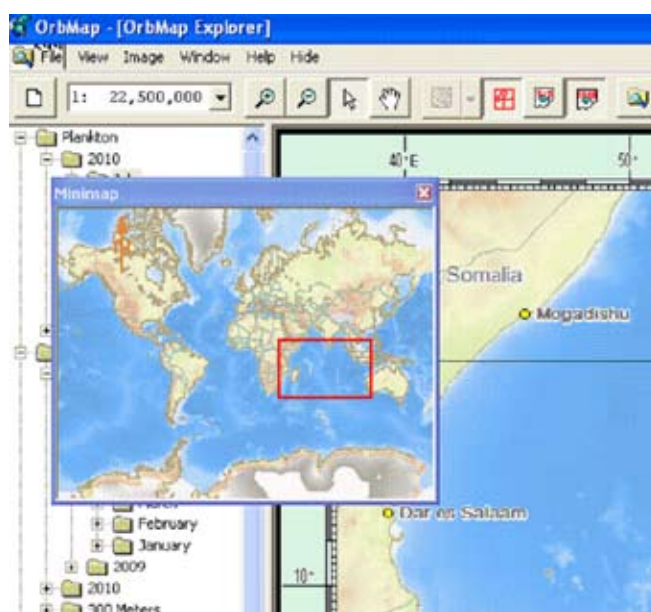 OrbMap - [OrbMap Explorer]
File View Image Window Help Hide
1: 22,500,000
Plankton
2010
40°E
50°
Minimap
Somalia
Mogadishu
Dar es Salaam
February
January
2009
10°
2010
300 Meters